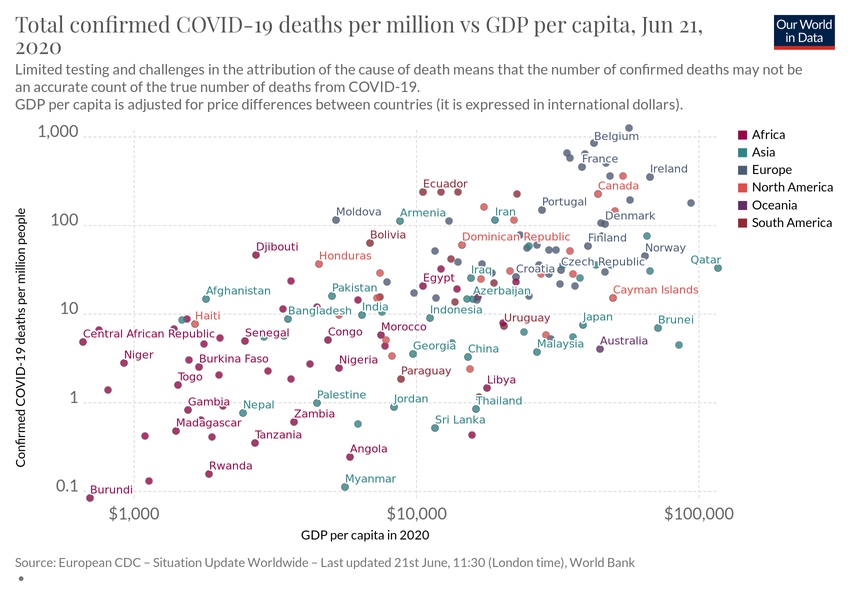 Total confirmed COVID-19 deaths per million vs GDP per capita, Jun 21,
2020
Our World
in Data
Limited testing and challenges in the attribution of the cause of death means that the number of confirmed deaths may not be
an accurate count of the true number of deaths from COVID-19.
GDP per capita is adjusted for price differences between countries (it is expressed in international dollars).
1,000
Belgium
Africa
Asia
Europe
North America
Oceania
South America
France
Ireland
Ecuador
Canada
Portugal
Moldova
Armenia
Iran
Denmark
100
Bolivia
Dominican Republic
Finland
Djibouti
Norway
Honduras
Iraq
Croatia
Czech Republic
Qatar
Egypt
Afghanistan
Pakistan
Azerbaijan
Cayman Islands
10
Haiti
Bangladesh
India
Indonesia
Uruguay
Japan
Brunei
Central African Republic
Senegal
Congo
Morocco
Georgia
China
Malaysia
Australia
Niger
Burkina Faso
Nigeria
Togo
Paraguay
Libya
1
Gambia
Nepal
Palestine
Jordan
Thailand
Madagascar
Zambia
Sri Lanka
Tanzania
Angola
Rwanda
Myanmar
0.1
Burundi
$1,000
$10,000
$100,000
GDP per capita in 2020
Confirmed COVID-19 deaths per million people
Source: European CDC – Situation Update Worldwide – Last updated 21st June, 11:30 (London time), World Bank